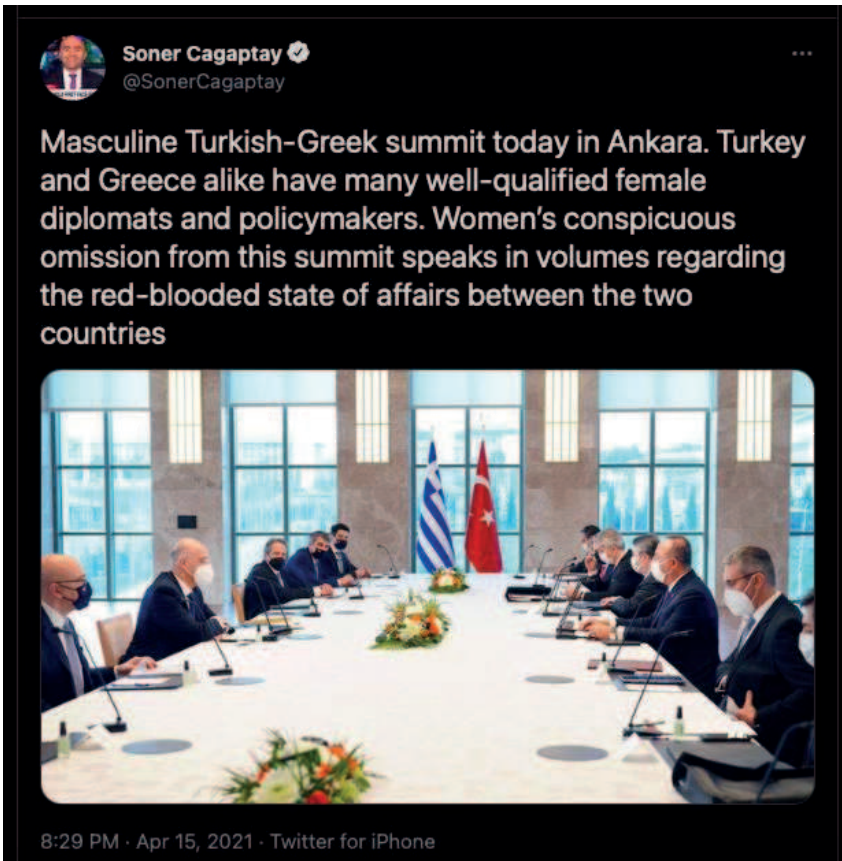 Soner Cagaptay
@SonerCagaptay
Masculine Turkish-Greek summit today in Ankara. Turkey
and Greece alike have many well-qualified female
diplomats and policymakers. Women's conspicuous
omission from this summit speaks in volumes regarding
the red-blooded state of affairs between the two
countries
8:29 PM · Apr 15, 2021 · Twitter for iPhone